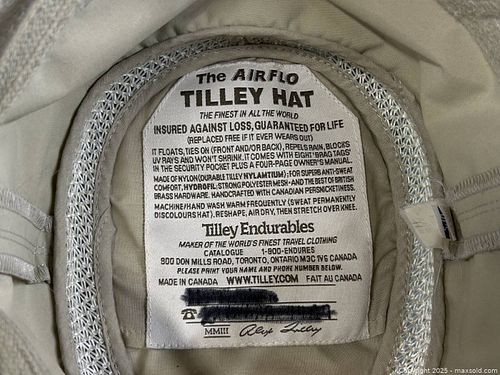 The AIRFLO
TILLEY HAT
THE FINEST IN ALL THE WORLD
INSURED AGAINST LOSS, GUARANTEED FOR LIFE
(REPLACED FREE IF IT EVER WEARS OUT)
IT FLOATS, TIES ON (FRONT AND/OR BACK), REPELS RAIN, BLOCKS
UV RAYS AND WON'T SHRINK. IT COMES WITH EIGHT 'BRAG TAGS'
IN THE SECURITY POCKET PLUS A FOUR-PAGE OWNER'S MANUAL.
MADE OF NYLON (DURABLE TILLEY NYLAMTIUM); FOR SUPERB ANTI-SWEAT
COMFORT, HYDROFIL; STRONG POLYESTER MESH - AND THE BEST OF BRITISH
BRASS HARDWARE. HANDCRAFTED WITH CANADIAN PERSNICKETINESS.
MACHINE/HAND WASH WARM FREQUENTLY (SWEAT PERMANENTLY
DISCOLOURS HAT). RESHAPE, AIR DRY, THEN STRETCH OVER KNEE.
Tilley Endurables
MAKER OF THE WORLD'S FINEST TRAVEL CLOTHING
CATALOGUE 1-800-ENDURES
900 DON MILLS ROAD, TORONTO, ONTARIO M3C 1V6 CANADA
PLEASE PRINT YOUR NAME AND PHONE NUMBER BELOW.
MADE IN CANADA WWW.TILLEY.COM FAIT AU CANADA
MMIII Alex Tilley
Copyright 2025 - maxsold.com